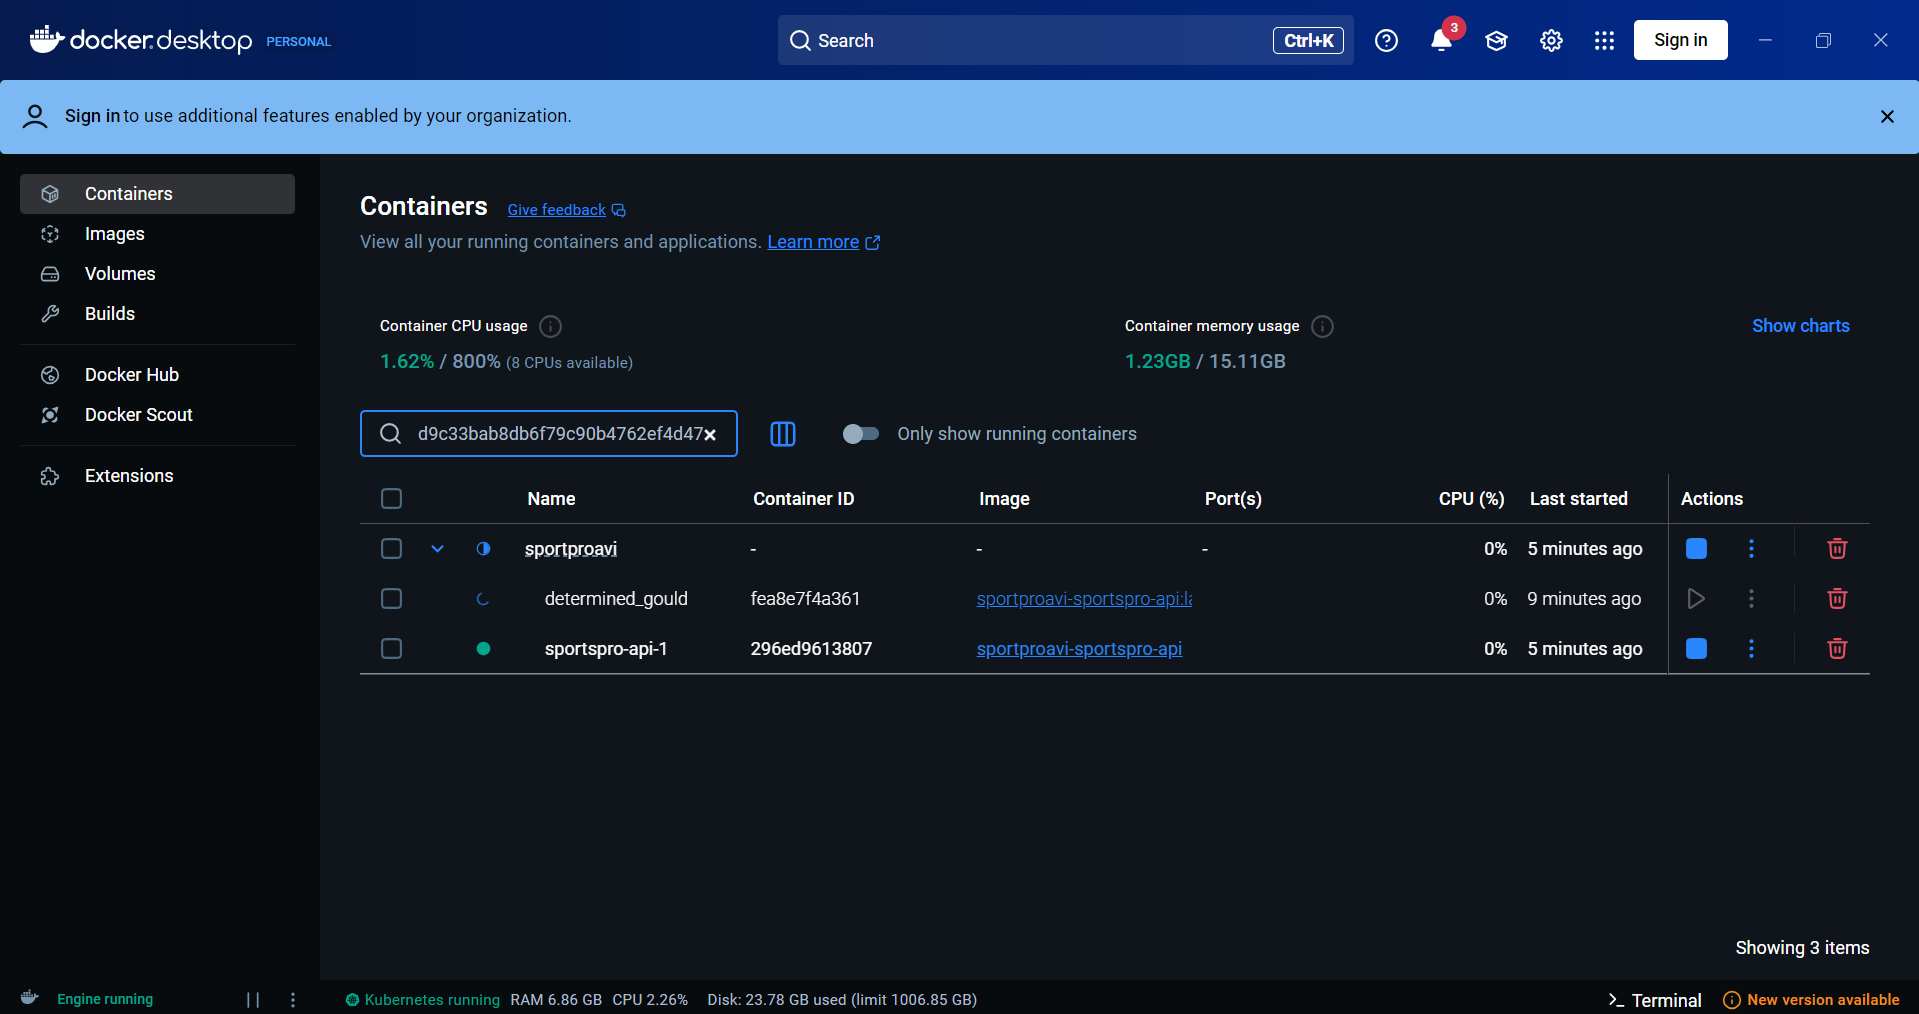 docker.desktop PERSONAL
Search Ctrl+K
3
Sign in
Sign in to use additional features enabled by your organization.
Containers
Images
Volumes
Builds
Docker Hub
Docker Scout
Extensions
Containers Give feedback
View all your running containers and applications. Learn more
Container CPU usage
1.62% / 800% (8 CPUs available)
Container memory usage
1.23GB / 15.11GB
Show charts
d9c33bab8db6f79c90b4762ef4d47
Only show running containers
Name Container ID Image Port(s) CPU (%) Last started Actions
sportproavi - - - 0% 5 minutes ago
determined_gould fea8e7f4a361 sportproavi-sportspro-api:la 0% 9 minutes ago
sportspro-api-1 296ed9613807 sportproavi-sportspro-api 0% 5 minutes ago
Showing 3 items
Engine running
Kubernetes running RAM 6.86 GB CPU 2.26% Disk: 23.78 GB used (limit 1006.85 GB)
>_ Terminal
New version available